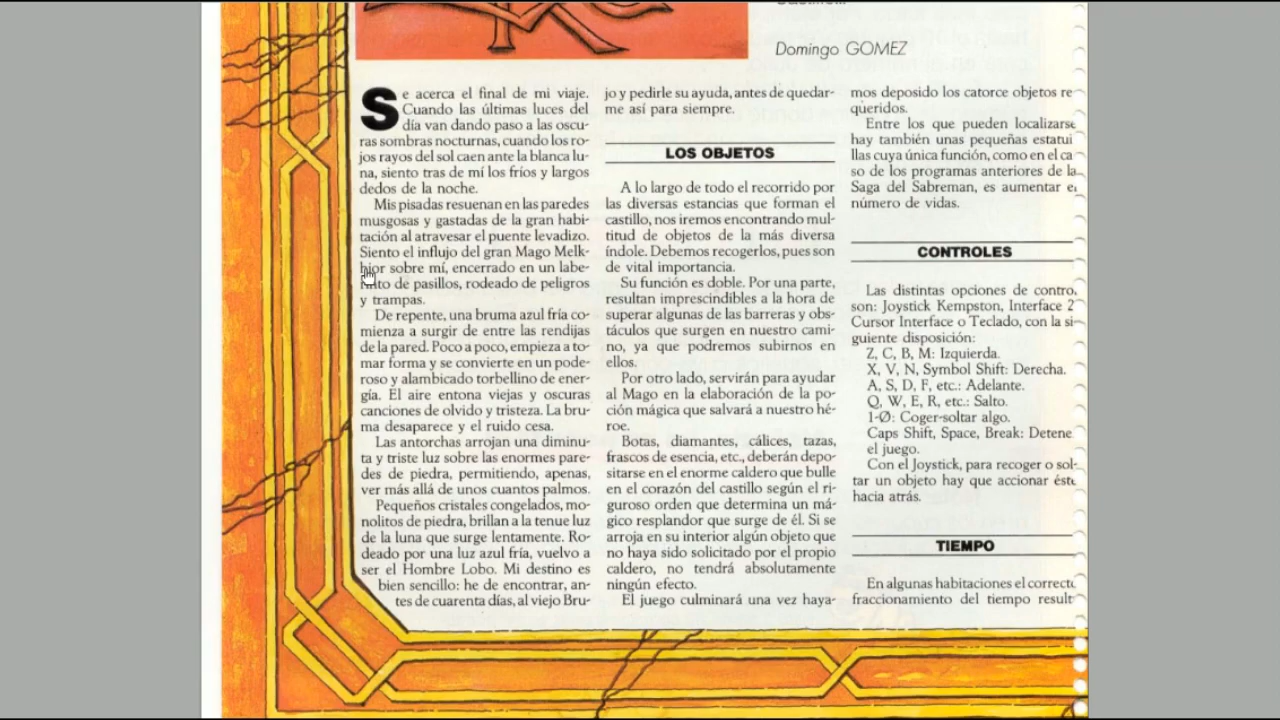 Domingo GOMEZ
Se acerca el final de mi viaje.
Cuando las últimas luces del
día van dando paso a las oscu-
ras sombras nocturnas, cuando los ro-
jos rayos del sol caen ante la blanca lu-
na, siento tras de mí los fríos y largos
dedos de la noche.
Mis pisadas resuenan en las paredes
musgosas y gastadas de la gran habi-
tación al atravesar el puente levadizo.
Siento el influjo del gran Mago Melk-
hior sobre mí, encerrado en un labe-
rinto de pasillos, rodeado de peligros
y trampas.
De repente, una bruma azul fría co-
mienza a surgir de entre las rendijas
de la pared. Poco a poco, empieza a to-
mar forma y se convierte en un pode-
roso y alambicado torbellino de ener-
gía. El aire entona viejas y oscuras
canciones de olvido y tristeza. La bru-
ma desaparece y el ruido cesa.
Las antorchas arrojan una diminu-
ta y triste luz sobre las enormes pare-
des de piedra, permitiendo, apenas,
ver más allá de unos cuantos palmos.
Pequeños cristales congelados, mo-
nolitos de piedra, brillan a la tenue luz
de la luna que surge lentamente. Ro-
deado por una luz azul fría, vuelvo a
ser el Hombre Lobo. Mi destino es
bien sencillo: he de encontrar, an-
tes de cuarenta días, al viejo Bru-
jo y pedirle su ayuda, antes de quedar-
me así para siempre.
LOS OBJETOS
A lo largo de todo el recorrido por
las diversas estancias que forman el
castillo, nos iremos encontrando mul-
titud de objetos de la más diversa
índole. Debemos recogerlos, pues son
de vital importancia.
Su función es doble. Por una parte,
resultan imprescindibles a la hora de
superar algunas de las barreras y obs-
táculos que surgen en nuestro cami-
no, ya que podremos subirnos en
ellos.
Por otro lado, servirán para ayudar
al Mago en la elaboración de la po-
ción mágica que salvará a nuestro hé-
roe.
Botas, diamantes, cálices, tazas,
frascos de esencia, etc., deberán depo-
sitarse en el enorme caldero que bulle
en el corazón del castillo según el ri-
guroso orden que determina un má-
gico resplandor que surge de él. Si se
arroja en su interior algún objeto que
no haya sido solicitado por el propio
caldero, no tendrá absolutamente
ningún efecto.
El juego culminará una vez haya-
mos deposido los catorce objetos re
queridos.
Entre los que pueden localizarse
hay también unas pequeñas estatui
llas cuya única función, como en el ca
so de los programas anteriores de la
Saga del Sabreman, es aumentar el
número de vidas.
CONTROLES
Las distintas opciones de contro.
son: Joystick Kempston, Interface 2
Cursor Interface o Teclado, con la si-
guiente disposición:
Z, C, B, M: Izquierda.
X, V, N, Symbol Shift: Derecha.
A, S, D, F, etc.: Adelante.
Q, W, E, R, etc.: Salto.
1-Ø: Coger-soltar algo.
Caps Shift, Space, Break: Detene
el juego.
Con el Joystick, para recoger o sol-
tar un objeto hay que accionar éste
hacia atrás.
TIEMPO
En algunas habitaciones el correct
fraccionamiento del tiempo result